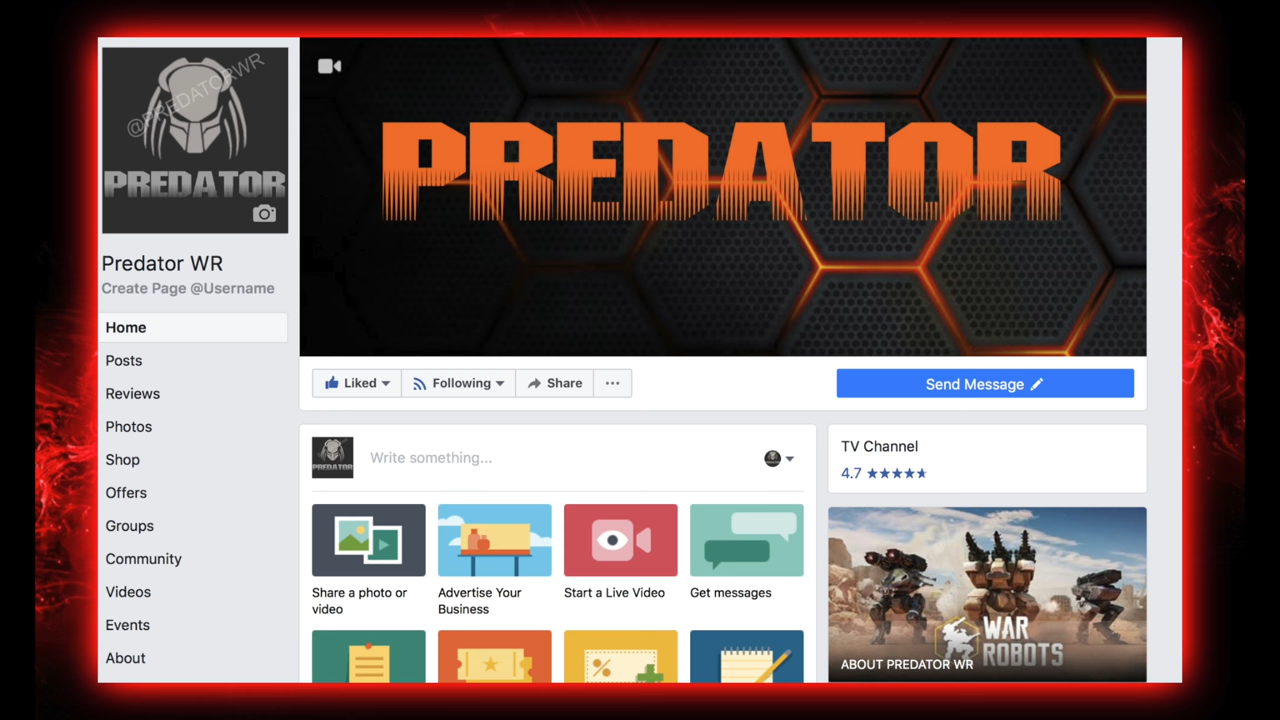 @PREDATORWR
PREDATOR
Predator WR
Create Page @Username
Home
Posts
Reviews
Photos
Shop
Offers
Groups
Community
Videos
Events
About
PREDATOR
Liked
Following
Share
...
Send Message
PREDATOR
Write something...
Share a photo or
video
Advertise Your
Business
Start a Live Video
Get messages
%
TV Channel
4.7 ★★★★★
WAR
ROBOTS
ABOUT PREDATOR WR